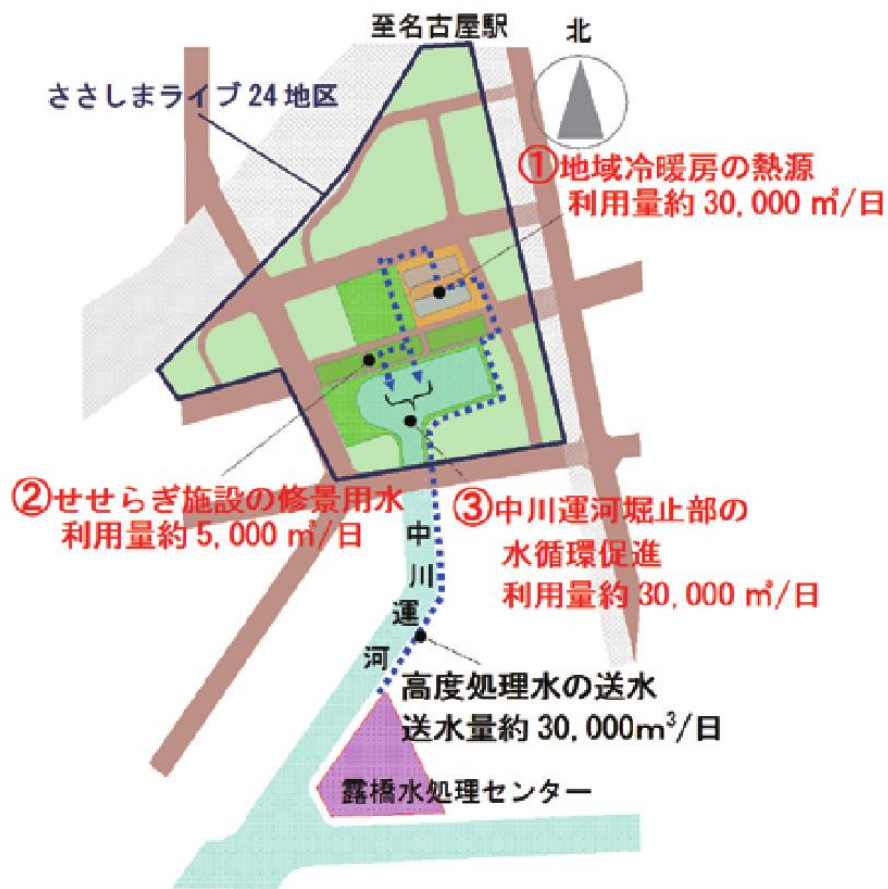 至名古屋駅
北
ささしまライブ24地区
①地域冷暖房の熱源
利用量約30,000㎥/日
②せせらぎ施設の修景用水
利用量約5,000㎥/日
③中川運河堀止部の
水循環促進
利用量約30,000㎥/日
中川運河
高度処理水の送水
送水量約30,000m³/日
露橋水処理センター